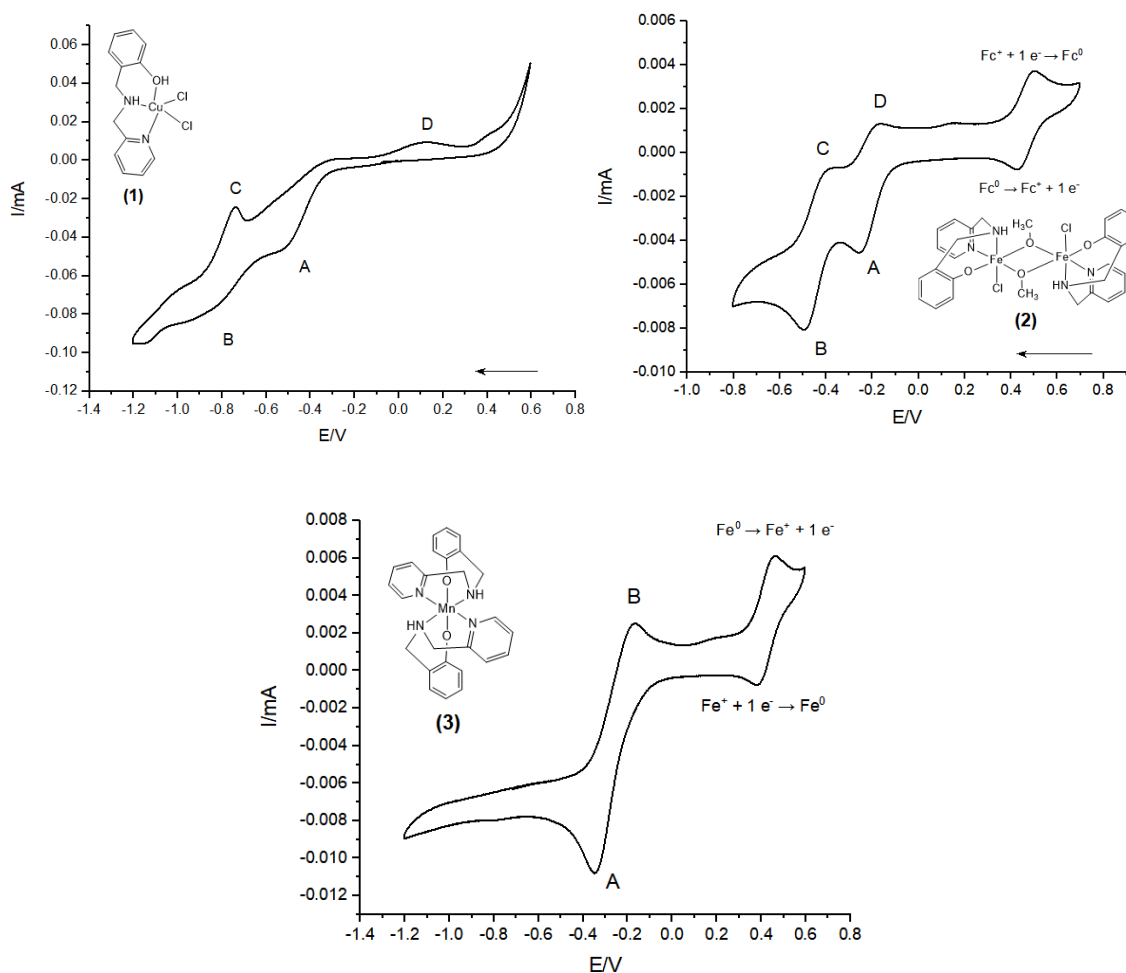 0.06
0.04
0.02
0.00
-0.02
-0.04
-0.06
-0.08
-0.10
-0.12
I/mA
-1.4 -1.2 -1.0 -0.8 -0.6 -0.4 -0.2 0.0 0.2 0.4 0.6 0.8
E/V
OH
Cl
NH
Cu
Cl
N
(1)
C
D
A
B
0.006
0.004
0.002
0.000
-0.002
-0.004
-0.006
-0.008
-0.010
I/mA
-1.0 -0.8 -0.6 -0.4 -0.2 0.0 0.2 0.4 0.6 0.8
E/V
Fc⁺ + 1 e⁻ → Fc⁰
D
C
A
B
Fc⁰ → Fc⁺ + 1 e⁻
H₃C
Cl
NH
O
O
N
Fe
Fe
O
O
N
Cl
HN
CH₃
(2)
0.008
0.006
0.004
0.002
0.000
-0.002
-0.004
-0.006
-0.008
-0.010
-0.012
I/mA
-1.4 -1.2 -1.0 -0.8 -0.6 -0.4 -0.2 0.0 0.2 0.4 0.6 0.8
E/V
Fe⁰ → Fe⁺ + 1 e⁻
B
O
N
NH
Mn
HN
N
O
(3)
Fe⁺ + 1 e⁻ → Fe⁰
A